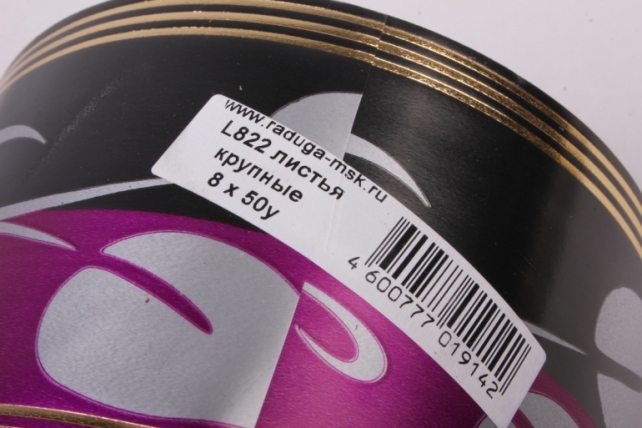 www.raduga-msk.ru
L822 листья
крупные
8 x 50y
4 600777 019142